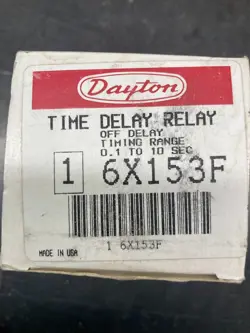 Dayton
TIME DELAY RELAY
OFF DELAY
TIMING RANGE
0.1 TO 10 SEC
1 6X153F
MADE IN USA
1 6X153F